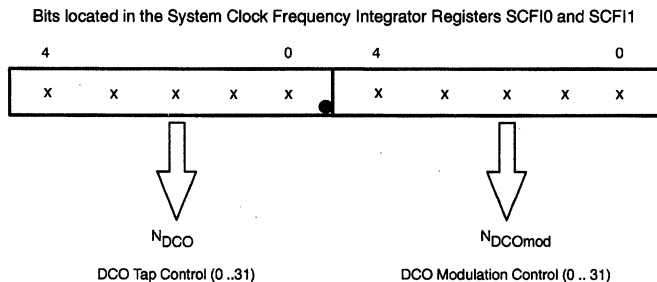 Bits located in the System Clock Frequency Integrator Registers SCFI0 and SCFI1
4 0 4 0
x x x x x x x x x x
NDCO NDCOmod
DCO Tap Control (0 ..31) DCO Modulation Control (0 .. 31)